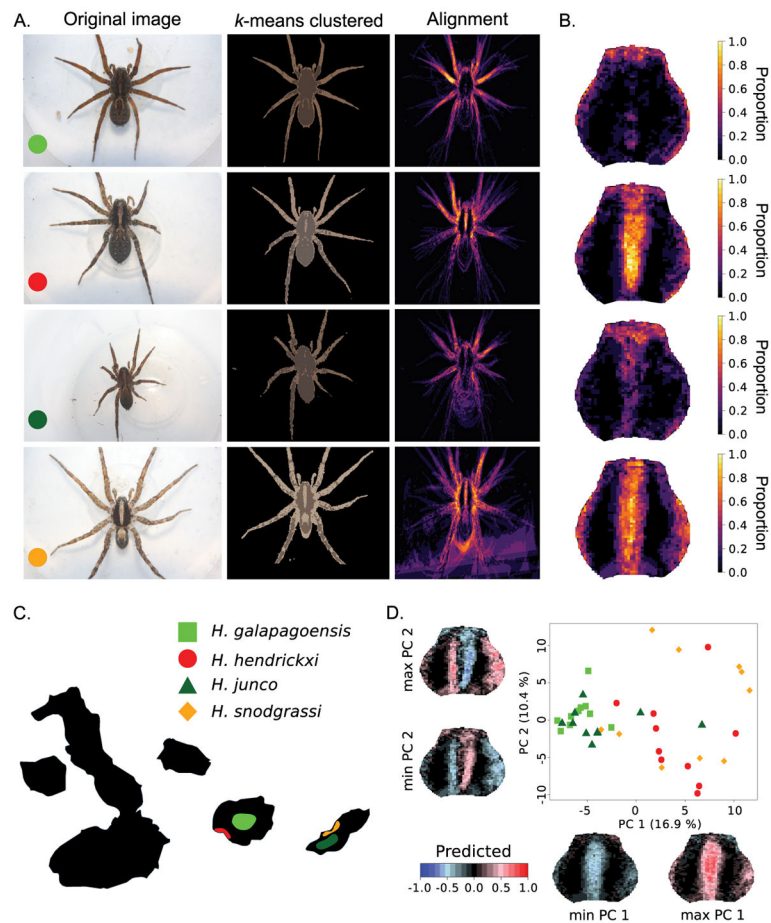 A.
Original image
k-means clustered
Alignment
B.
1.0
0.8
0.6
0.4
0.2
0.0
Proportion
1.0
0.8
0.6
0.4
0.2
0.0
Proportion
1.0
0.8
0.6
0.4
0.2
0.0
Proportion
1.0
0.8
0.6
0.4
0.2
0.0
Proportion
C.
H. galapagoensis
H. hendrickxi
H. junco
H. snodgrassi
D.
max PC 2
min PC 2
PC 2 (10.4 %)
10
5
0
-5
-10
-5
0
5
10
PC 1 (16.9 %)
Predicted
-1.0
-0.5
0.0
0.5
1.0
min PC 1
max PC 1